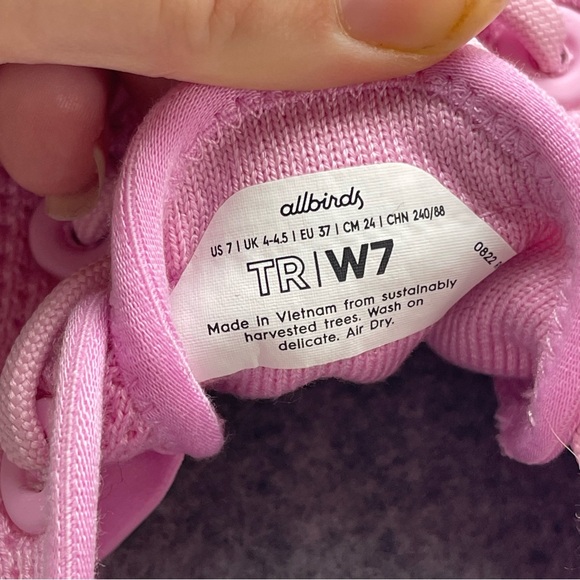 allbirds
US 7 | UK 4-4.5 | EU 37 | CM 24 | CHN 240/88
TR|W7
0822
Made in Vietnam from sustainably
harvested trees. Wash on
delicate. Air Dry.